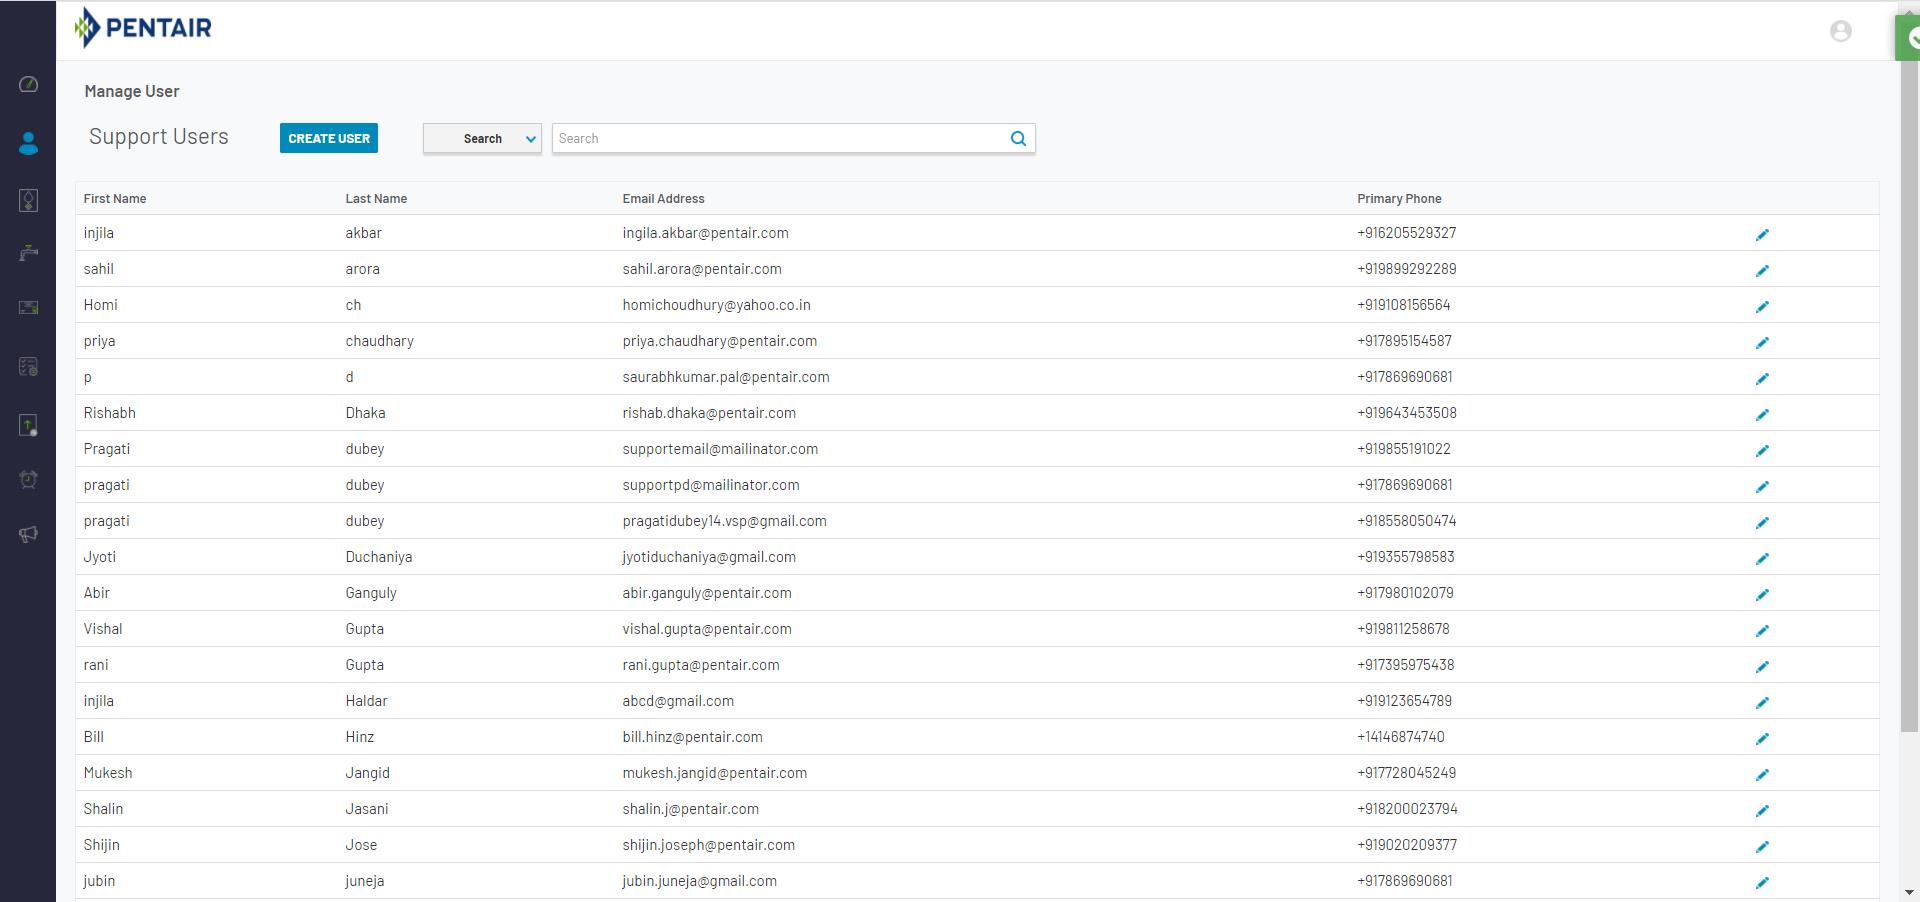 PENTAIR
Manage User
Support Users CREATE USER Search Search
First Name Last Name Email Address Primary Phone
injila akbar ingila.akbar@pentair.com +916205529327
sahil arora sahil.arora@pentair.com +919899292289
Homi ch homichoudhury@yahoo.co.in +919108156564
priya chaudhary priya.chaudhary@pentair.com +917895154587
p d saurabhkumar.pal@pentair.com +917869690681
Rishabh Dhaka rishab.dhaka@pentair.com +919643453508
Pragati dubey supportemail@mailinator.com +919855191022
pragati dubey supportpd@mailinator.com +917869690681
pragati dubey pragatidubey14.vsp@gmail.com +918558050474
Jyoti Duchaniya jyotiduchaniya@gmail.com +919355798583
Abir Ganguly abir.ganguly@pentair.com +917980102079
Vishal Gupta vishal.gupta@pentair.com +919811258678
rani Gupta rani.gupta@pentair.com +917395975438
injila Haldar abcd@gmail.com +919123654789
Bill Hinz bill.hinz@pentair.com +14146874740
Mukesh Jangid mukesh.jangid@pentair.com +917728045249
Shalin Jasani shalin.j@pentair.com +918200023794
Shijin Jose shijin.joseph@pentair.com +919020209377
jubin juneja jubin.juneja@gmail.com +917869690681